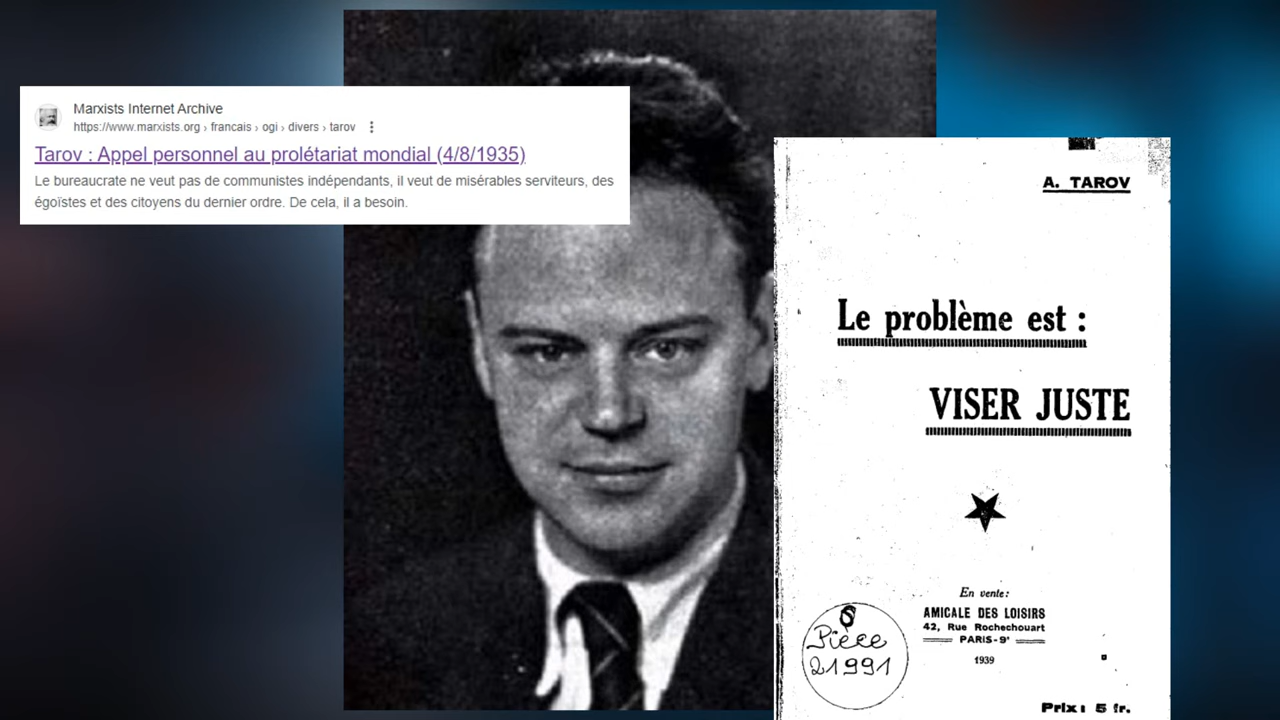 Marxists Internet Archive
https://www.marxists.org › francais › ogi › divers › tarov
Tarov : Appel personnel au prolétariat mondial (4/8/1935)
Le bureaucrate ne veut pas de communistes indépendants, il veut de misérables serviteurs, des
égoïstes et des citoyens du dernier ordre. De cela, il a besoin.
A. TAROV
Le problème est :
VISER JUSTE
En vente:
AMICALE DES LOISIRS
42, Rue Rochechouart
PARIS-9ᵉ
1939
Pièce
21991
Prix: 5 fr.